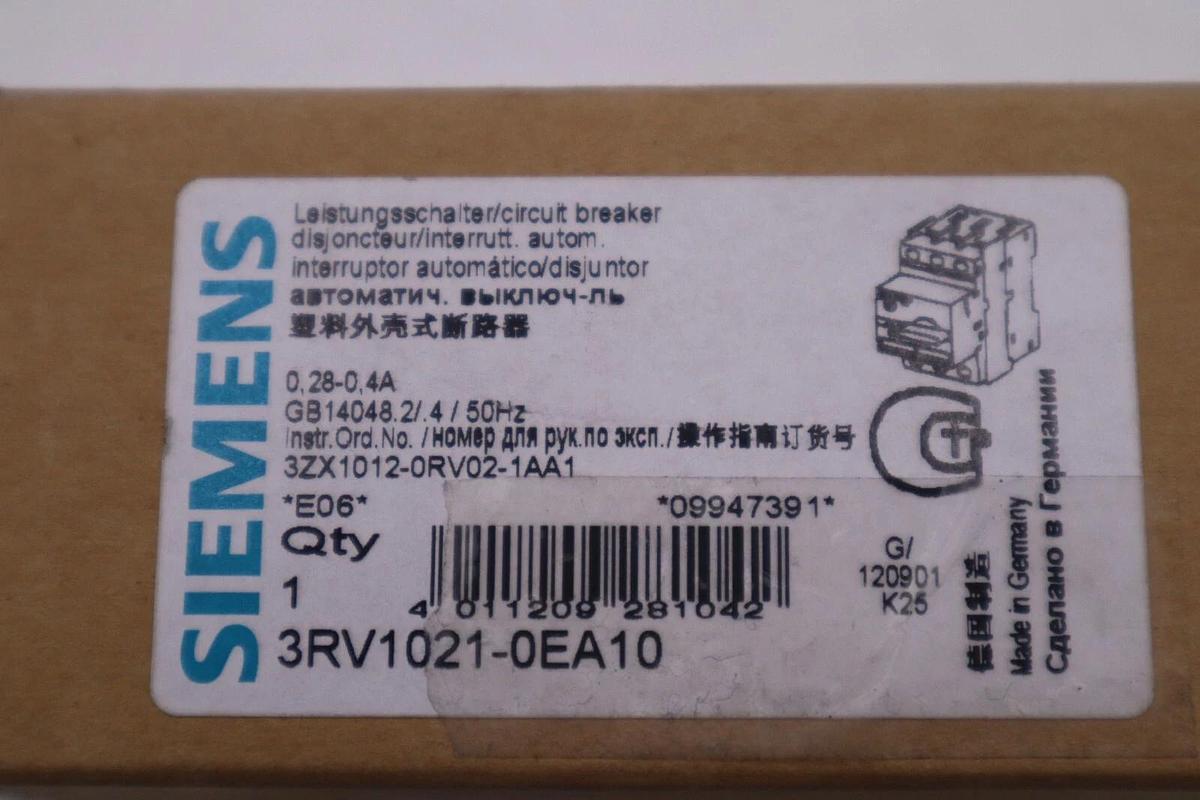 SIEMENS
Leistungsschalter/circuit breaker
disjoncteur/interrutt. autom.
interruptor automático/disjuntor
автоматич. выключ-ль
塑料外壳式断路器
0,28-0,4A
GB14048.2/.4 / 50Hz
Instr.Ord.No. /номер для рук.по эксп./操作指南订货号
3ZX1012-0RV02-1AA1
*E06* *09947391*
Qty
1
4 011209 281042
3RV1021-0EA10
G/
120901
K25
德国制造
Made in Germany
Сделано в Германии